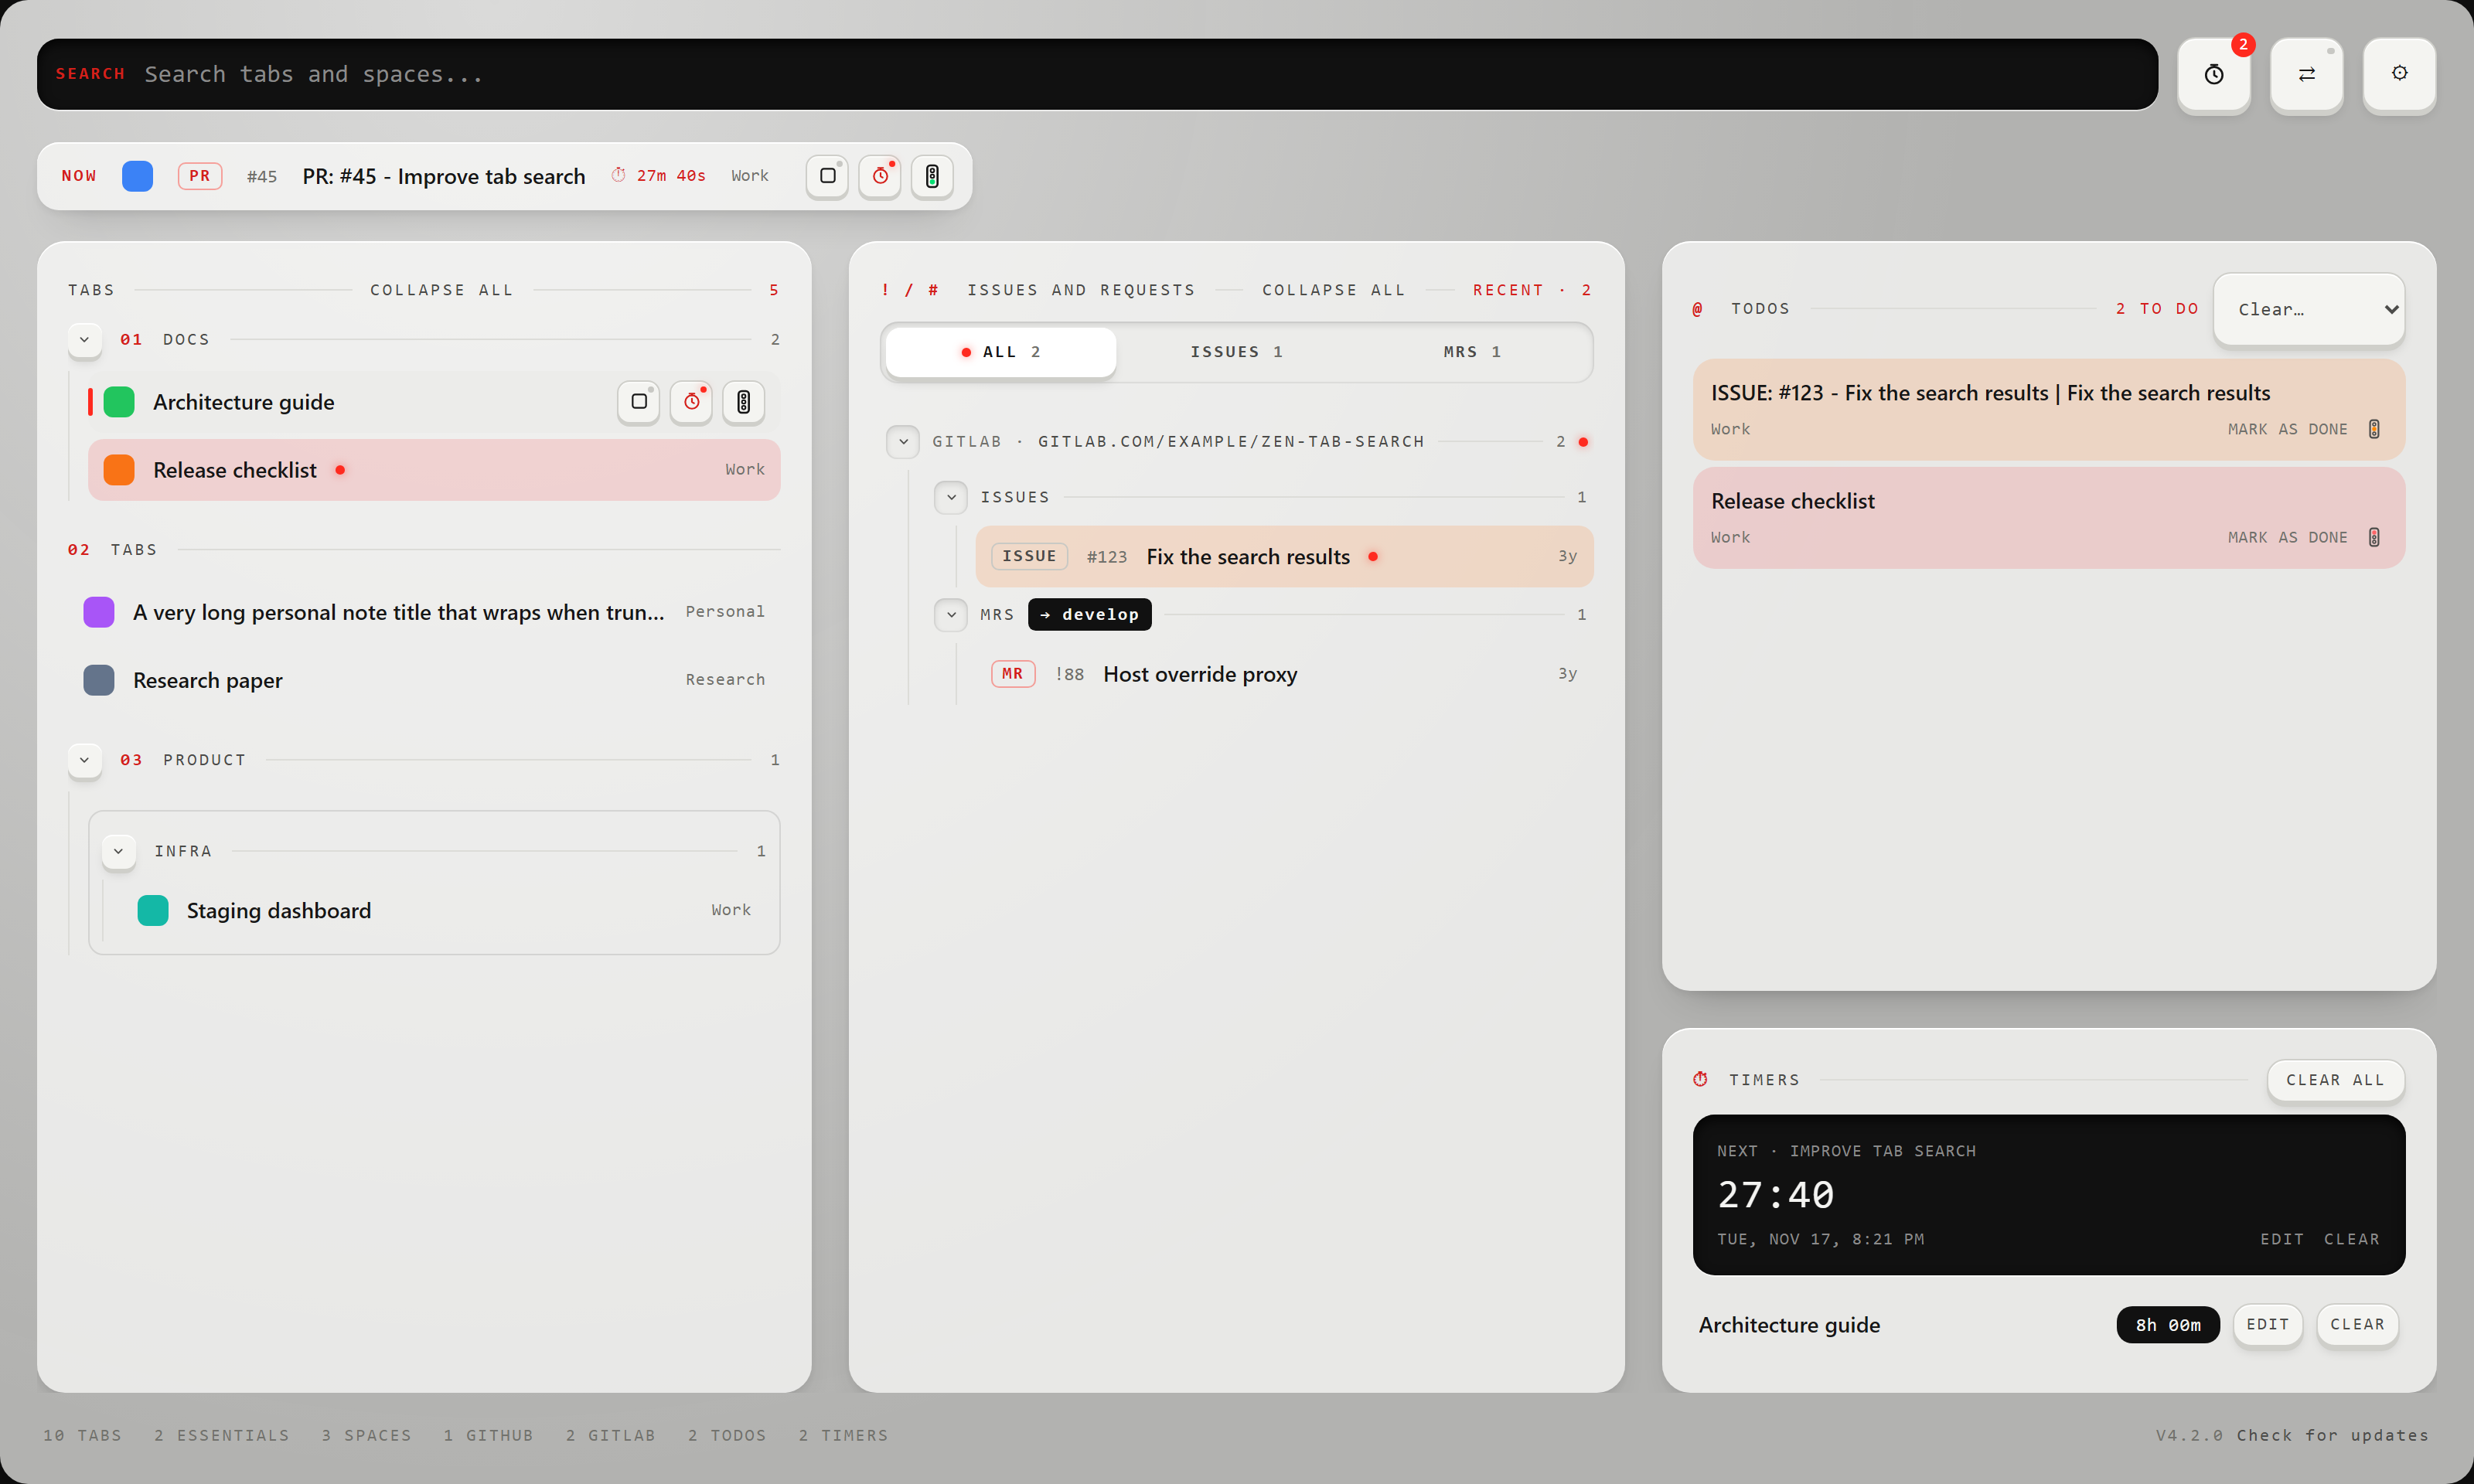 SEARCH Search tabs and spaces...
2
NOW PR #45 PR: #45 - Improve tab search 27m 40s Work
TABS COLLAPSE ALL 5
01 DOCS 2
Architecture guide
Release checklist Work
02 TABS
A very long personal note title that wraps when trun... Personal
Research paper Research
03 PRODUCT 1
INFRA 1
Staging dashboard Work
! / # ISSUES AND REQUESTS COLLAPSE ALL RECENT · 2
ALL 2 ISSUES 1 MRS 1
GITLAB · GITLAB.COM/EXAMPLE/ZEN-TAB-SEARCH 2
ISSUES 1
ISSUE #123 Fix the search results 3y
MRS → develop 1
MR !88 Host override proxy 3y
@ TODOS 2 TO DO Clear…
ISSUE: #123 - Fix the search results | Fix the search results
Work MARK AS DONE
Release checklist
Work MARK AS DONE
TIMERS CLEAR ALL
NEXT · IMPROVE TAB SEARCH
27:40
TUE, NOV 17, 8:21 PM EDIT CLEAR
Architecture guide 8h 00m EDIT CLEAR
10 TABS 2 ESSENTIALS 3 SPACES 1 GITHUB 2 GITLAB 2 TODOS 2 TIMERS V4.2.0 Check for updates